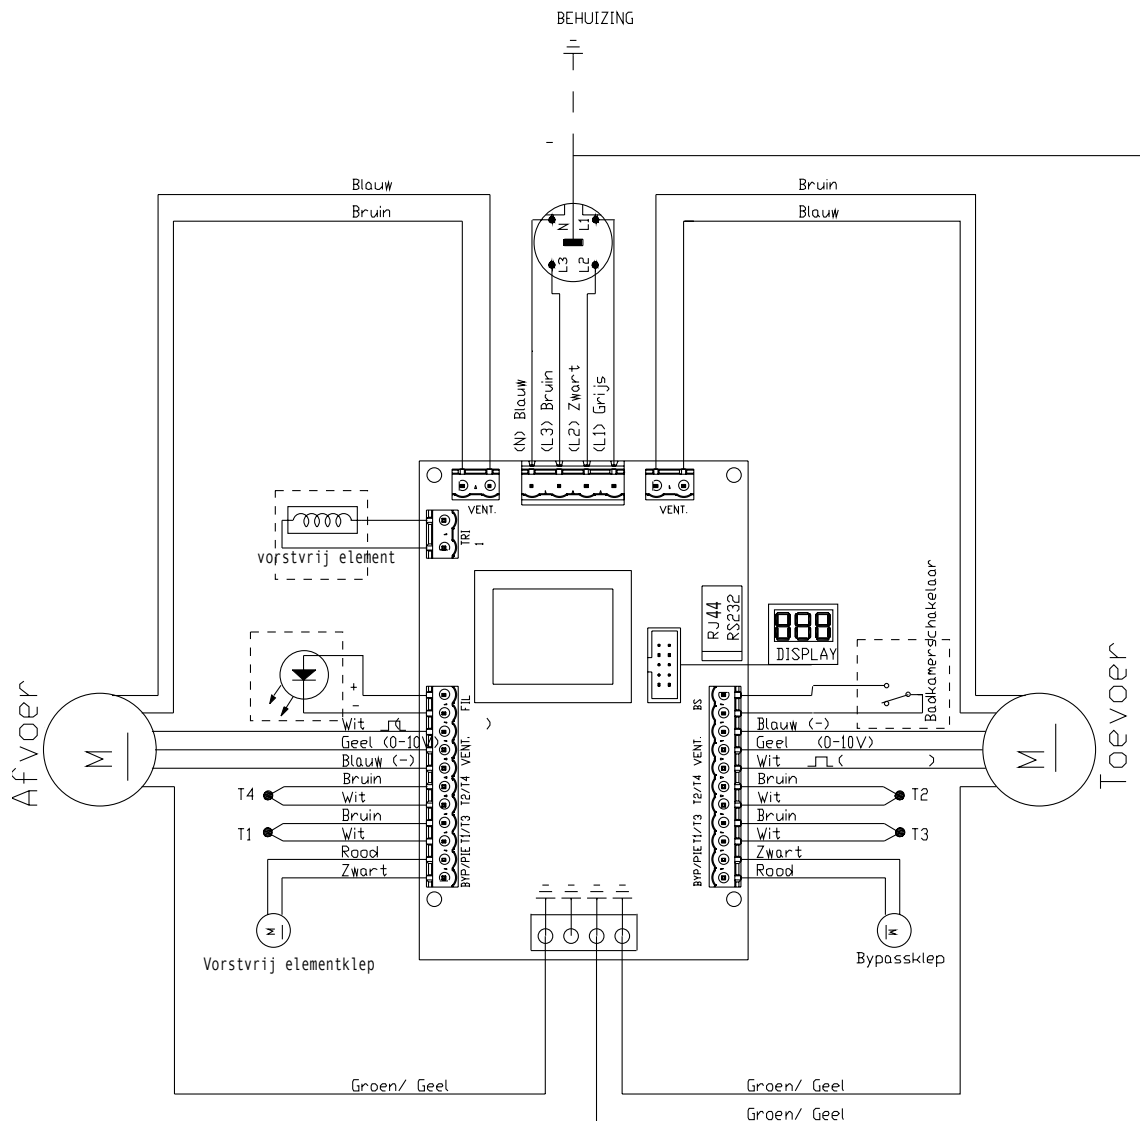 BEHUIZING
-
Blauw
Bruin
Bruin
Blauw
N
L1
L3
L2
(N) Blauw
(L3) Bruin
(L2) Zwart
(L1) Grijs
VENT.
VENT.
TRI
1
vorstvrij element
RJ44
RS232
DISPLAY
Badkamerschakelaar
+
-
FIL
BS
Afvoer
M
Toevoer
M
Wit ( )
Geel (0-10V)
Blauw (-)
VENT.
Bruin
Wit
T4
T2/T4
Bruin
Wit
T1
T1/T3
Rood
Zwart
BYP/PIE
M
Vorstvrij elementklep
Blauw (-)
Geel (0-10V)
Wit ( )
VENT.
Bruin
Wit
T2
T2/T4
Bruin
Wit
T3
T1/T3
Zwart
Rood
BYP/PIE
M
Bypassklep
Groen/ Geel
Groen/ Geel
Groen/ Geel